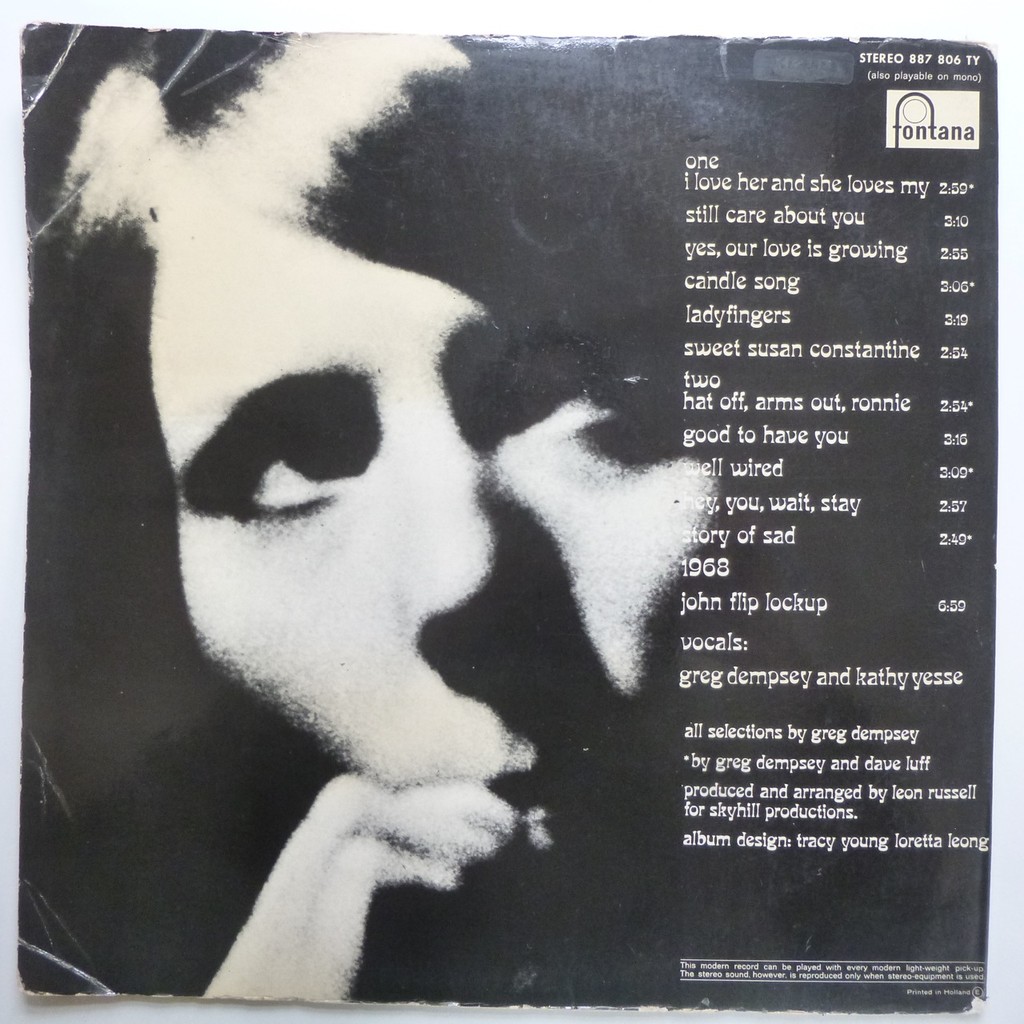 STEREO 887 806 TY
(also playable on mono)
fontana
one
i love her and she loves my 2:59*
still care about you 3:10
yes, our love is growing 2:55
candle song 3:06*
ladyfingers 3:19
sweet susan constantine 2:54
two
hat off, arms out, ronnie 2:54*
good to have you 3:16
well wired 3:09*
hey, you, wait, stay 2:57
story of sad 2:49*
1968
john flip lockup 6:59
vocals:
greg dempsey and kathy yesse
all selections by greg dempsey
*by greg dempsey and dave luff
produced and arranged by leon russell
for skyhill productions.
album design: tracy young loretta leong
This modern record can be played with every modern light-weight pick-up
The stereo sound, however, is reproduced only when stereo-equipment is used
Printed in Holland